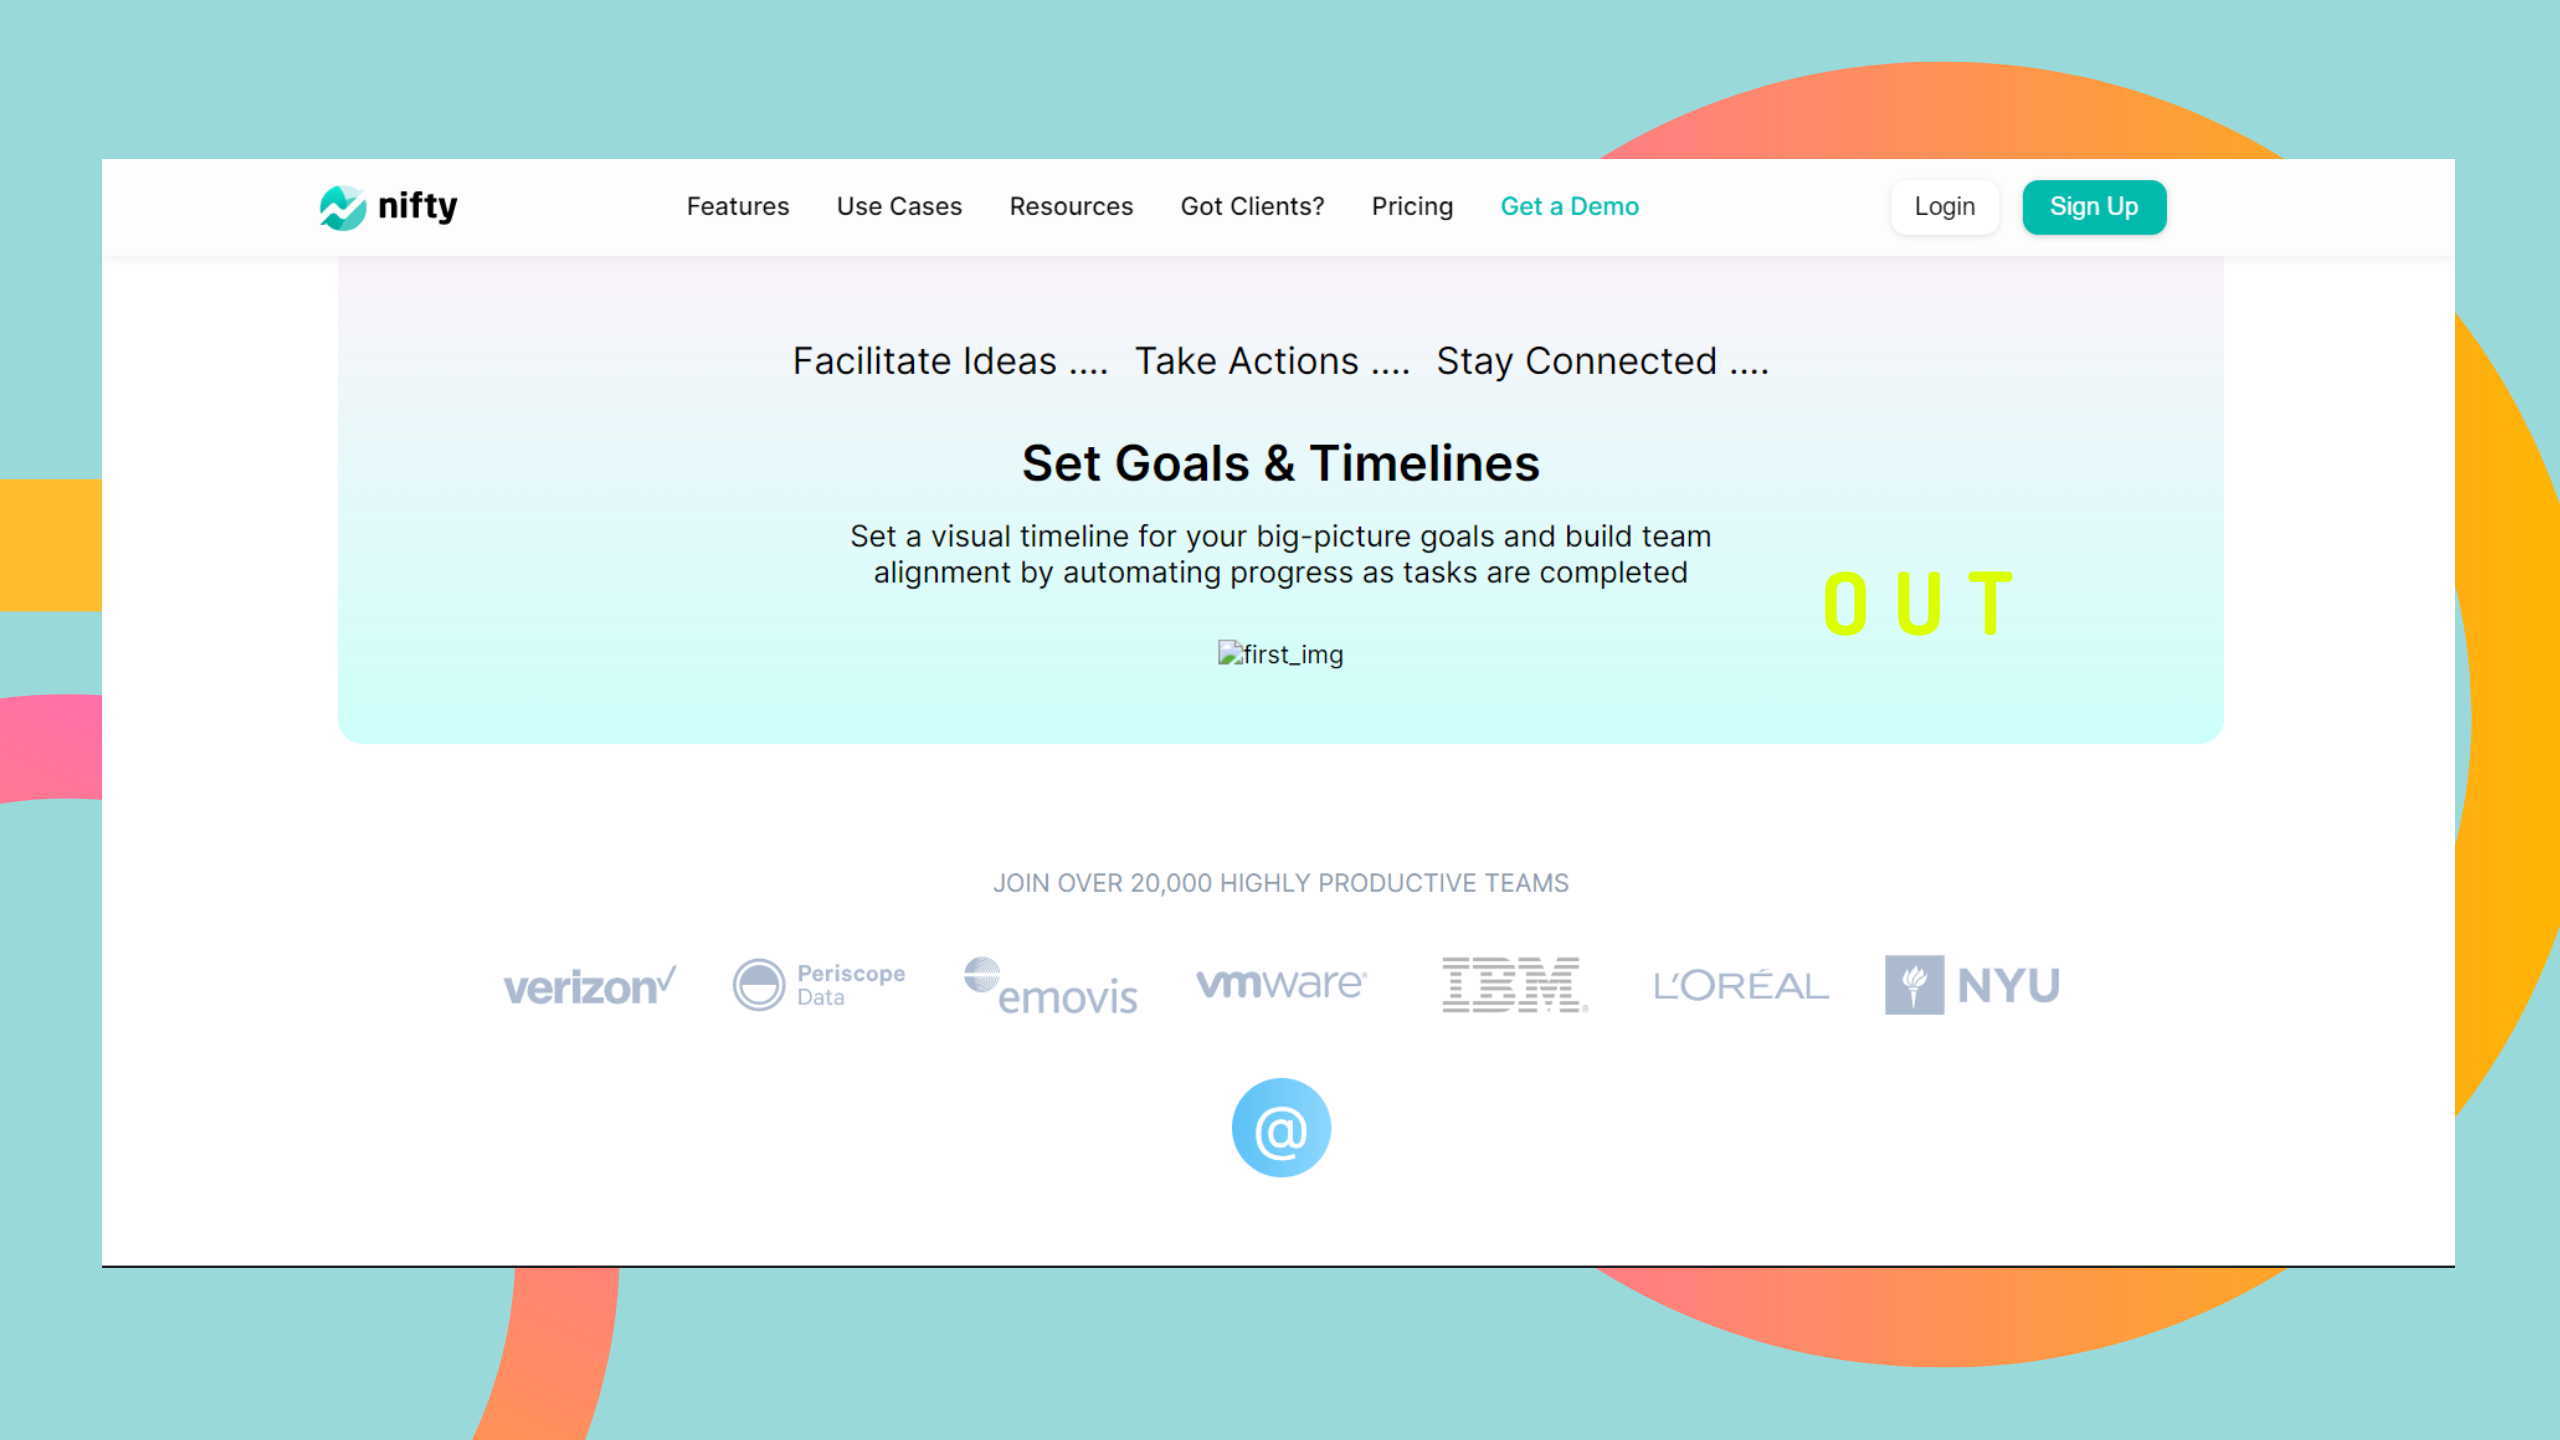 nifty
Features Use Cases Resources Got Clients? Pricing Get a Demo Login Sign Up
Facilitate Ideas .... Take Actions .... Stay Connected ....
Set Goals & Timelines
Set a visual timeline for your big-picture goals and build team
alignment by automating progress as tasks are completed
OUT
first_img
JOIN OVER 20,000 HIGHLY PRODUCTIVE TEAMS
verizon Periscope Data emovis vmware® IBM® L'ORÉAL NYU
@